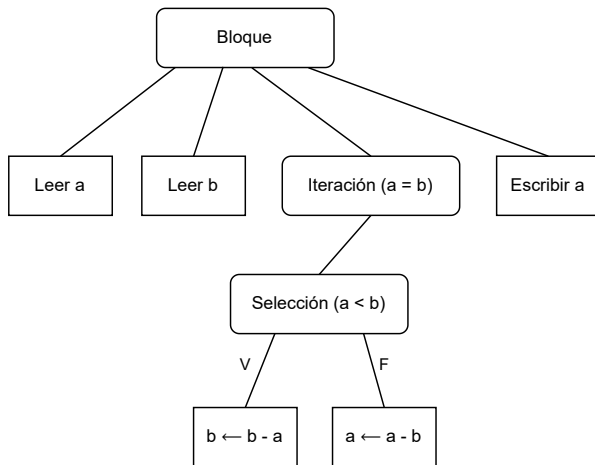 Bloque
Leer a
Leer b
Iteración (a = b)
Escribir a
Selección (a < b)
V
F
b ⟵ b - a
a ⟵ a - b